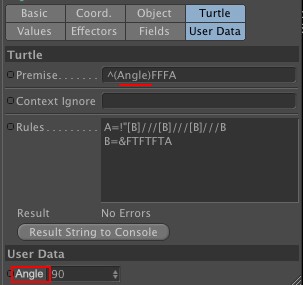 Basic Coord. Object Turtle
Values Effectors Fields User Data
Turtle
Premise . . . . . . . ^(Angle)FFFA
Context Ignore
Rules . . . . . . . . . A=!"[B]///[B]///[B]///B
B=&FTFTFTA
Result No Errors
Result String to Console
User Data
Angle 90